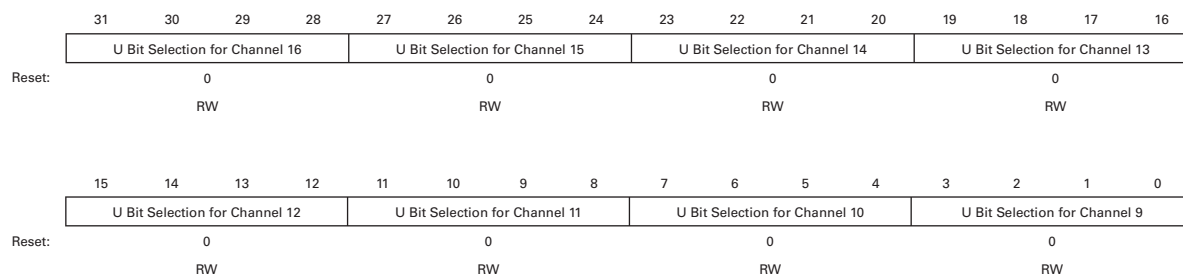 31 30 29 28 27 26 25 24 23 22 21 20 19 18 17 16
U Bit Selection for Channel 16 U Bit Selection for Channel 15 U Bit Selection for Channel 14 U Bit Selection for Channel 13
Reset: 0 0 0 0
RW RW RW RW
15 14 13 12 11 10 9 8 7 6 5 4 3 2 1 0
U Bit Selection for Channel 12 U Bit Selection for Channel 11 U Bit Selection for Channel 10 U Bit Selection for Channel 9
Reset: 0 0 0 0
RW RW RW RW